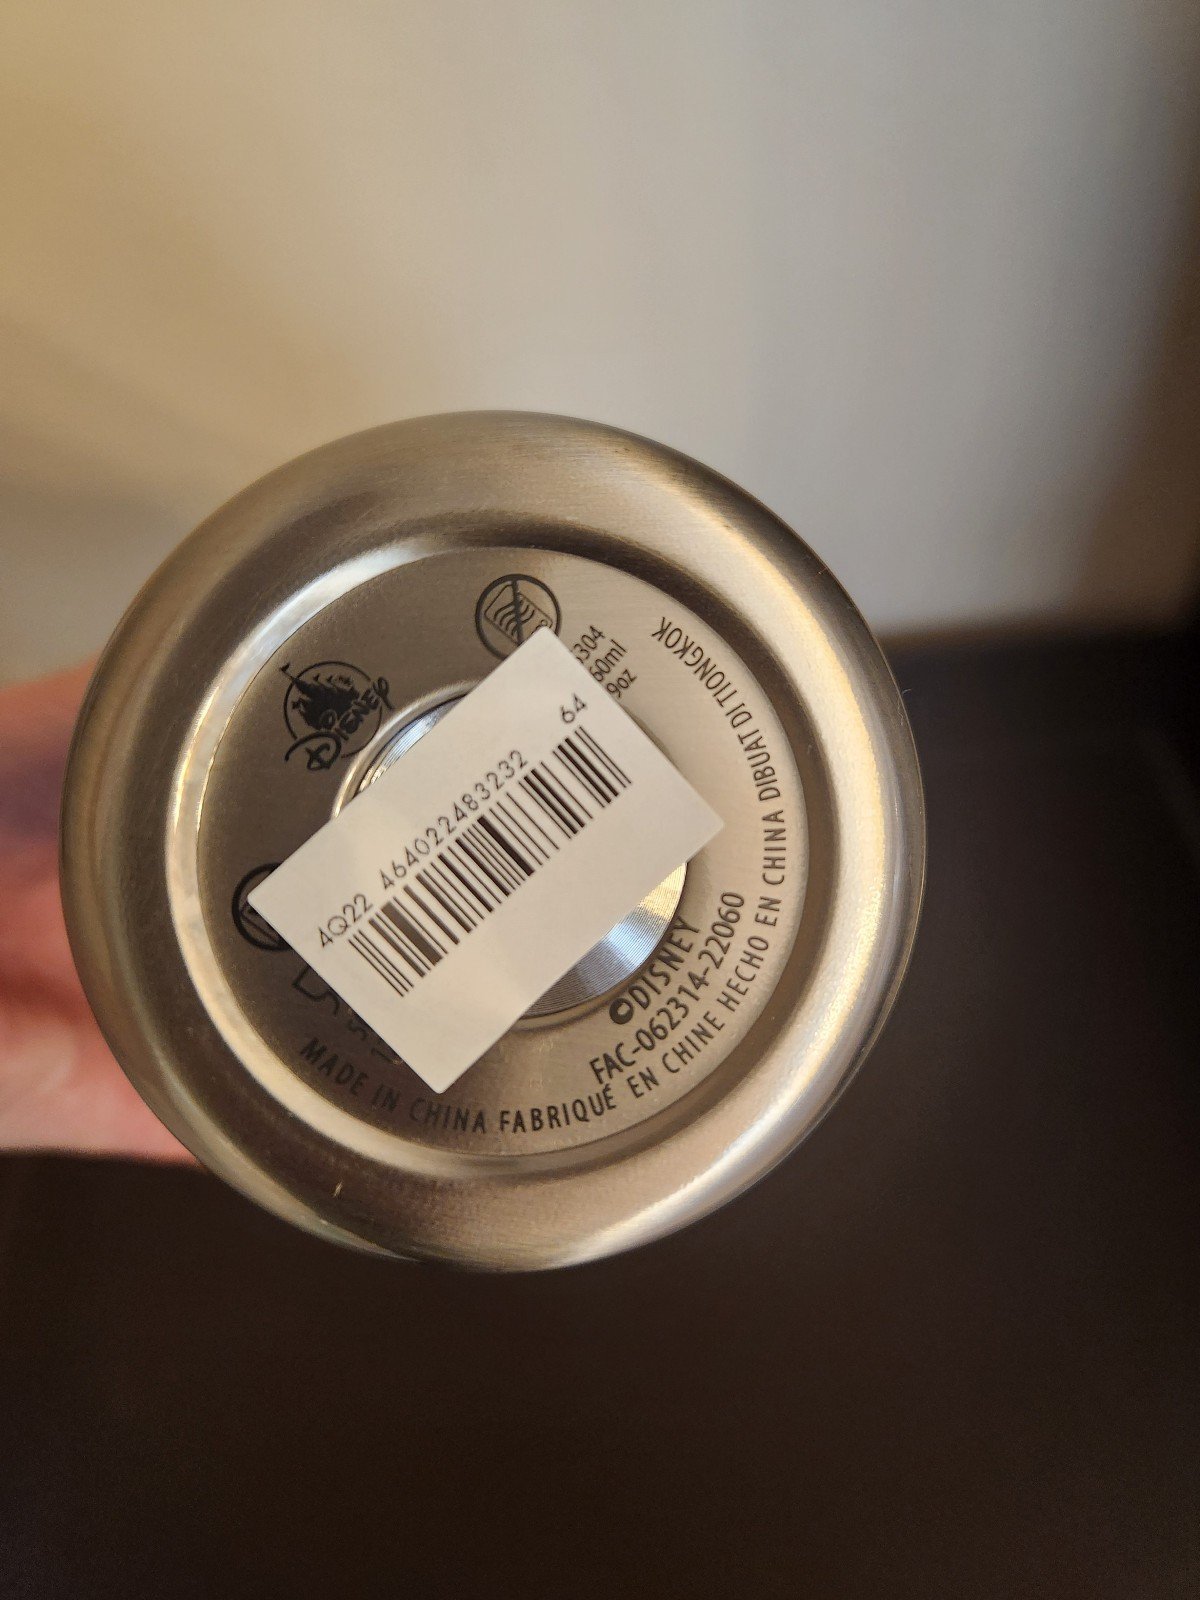 DISNEY
304
60ml
9oz
4Q22 464022483232 64
©DISNEY
FAC-062314-22060
MADE IN CHINA FABRIQUÉ EN CHINE HECHO EN CHINA DIBUAT DI TIONGKOK